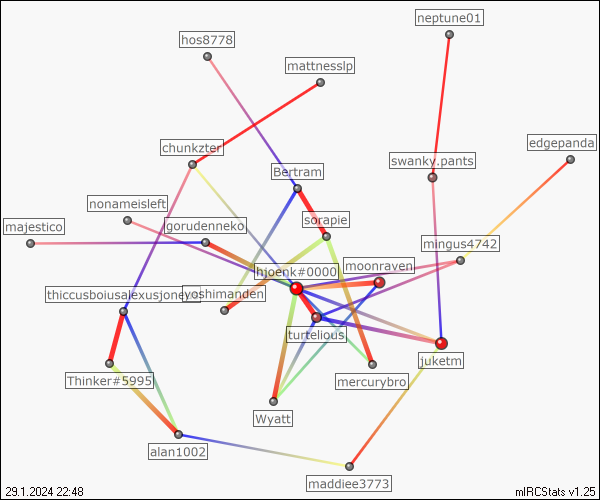 neptune01
hos8778
mattnesslp
edgepanda
chunkzter
swanky.pants
Bertram
nonameisleft
sorapie
majestico
gorudenneko
mingus4742
moonraven
hjoenk#0000
thiccusboiusalexusjoneyu
yoshimanden
turtelious
juketm
Thinker#5995
mercurybro
Wyatt
alan1002
maddiee3773
29.1.2024 22:48
mIRCStats v1.25